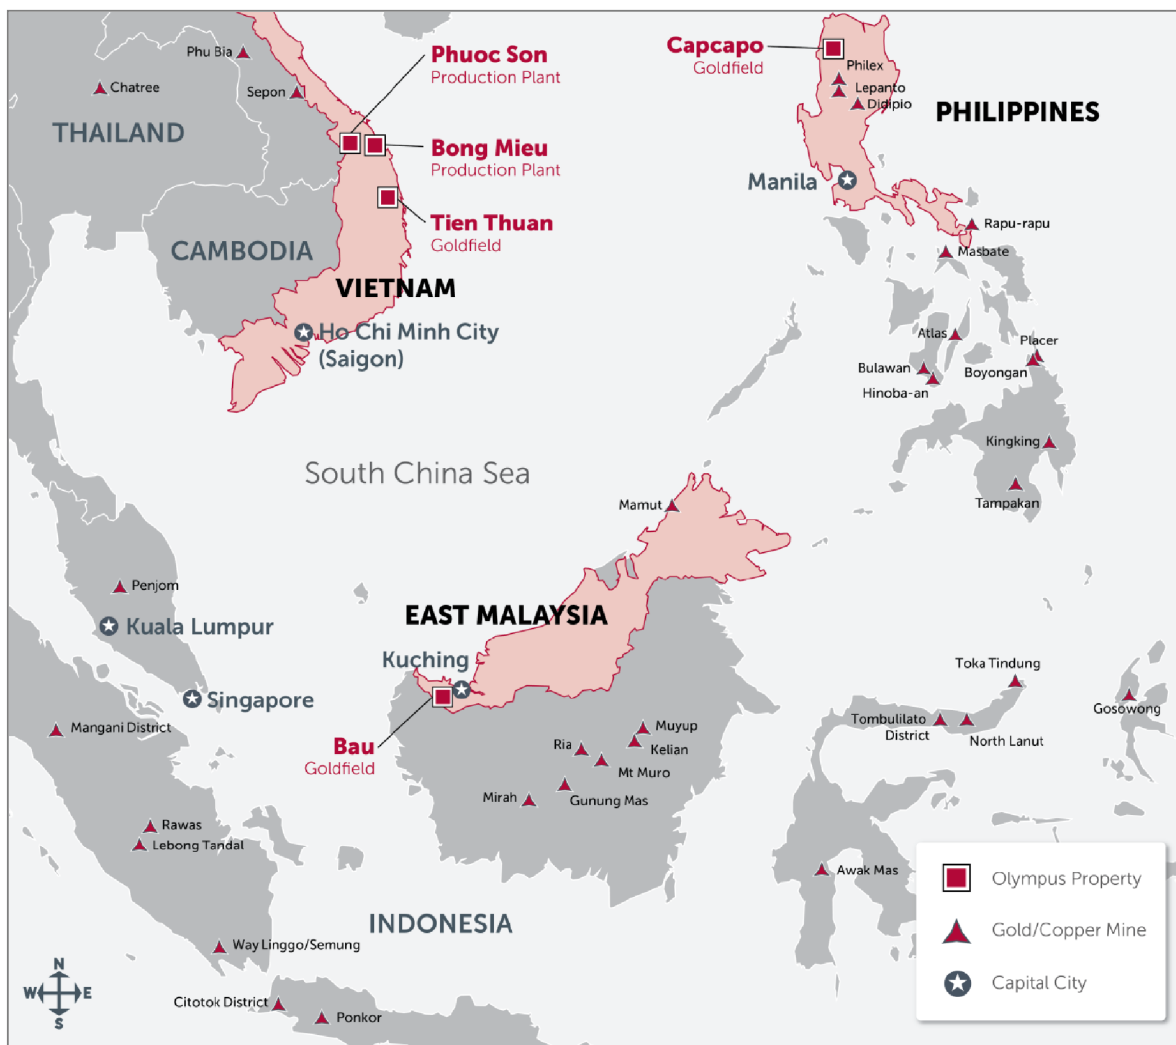 Phu Bia
Chatree
Sepon
THAILAND
Phuoc Son
Production Plant
Bong Mieu
Production Plant
Tien Thuan
Goldfield
CAMBODIA
VIETNAM
Ho Chi Minh City
(Saigon)
Capcapo
Goldfield
Philex
Lepanto
Didipio
PHILIPPINES
Manila
Rapu-rapu
Masbate
Atlas
Placer
Bulawan
Boyongan
Hinoba-an
Kingking
Tampakan
South China Sea
Mamut
Penjom
Kuala Lumpur
Singapore
EAST MALAYSIA
Kuching
Bau
Goldfield
Mangani District
Rawas
Lebong Tandal
Way Linggo/Semung
Citotok District
Ponkor
Muyup
Ria
Kelian
Mt Muro
Mirah
Gunung Mas
INDONESIA
Toka Tindung
Tombulilato
District
North Lanut
Gosowong
Awak Mas
Olympus Property
Gold/Copper Mine
Capital City
N
W E
S